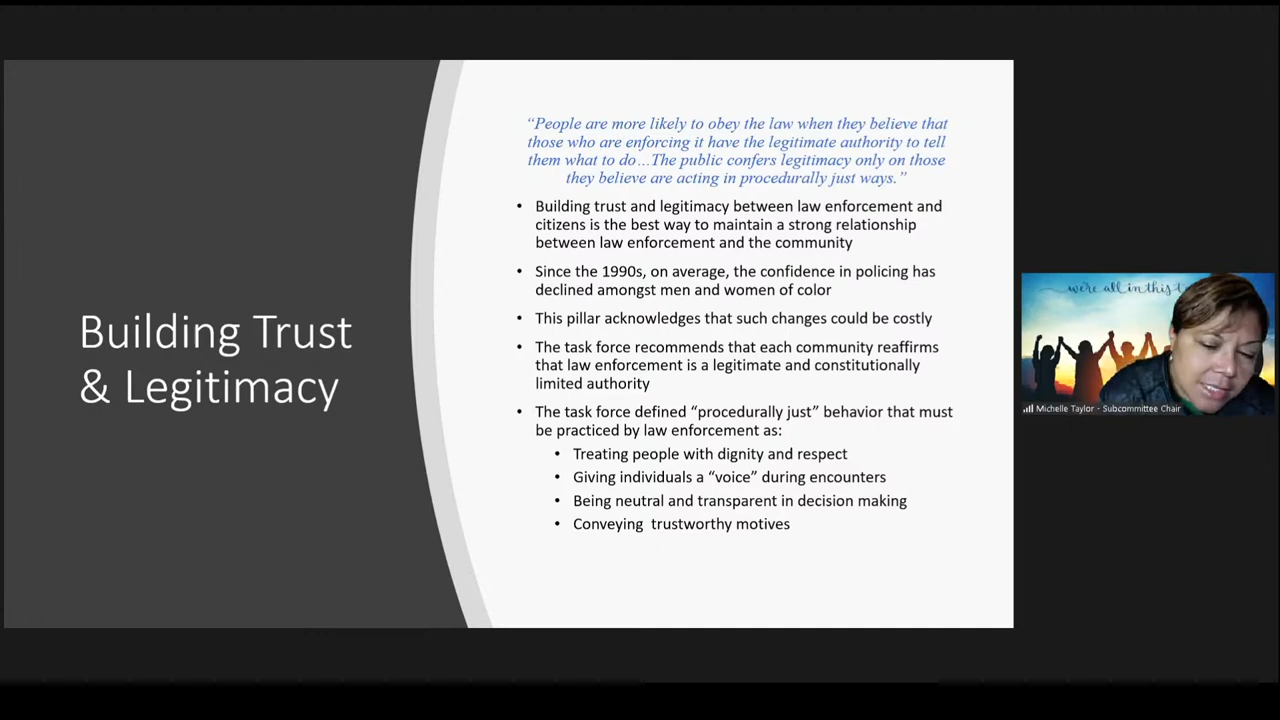 Building Trust
& Legitimacy
“People are more likely to obey the law when they believe that
those who are enforcing it have the legitimate authority to tell
them what to do…The public confers legitimacy only on those
they believe are acting in procedurally just ways.”
• Building trust and legitimacy between law enforcement and
citizens is the best way to maintain a strong relationship
between law enforcement and the community
• Since the 1990s, on average, the confidence in policing has
declined amongst men and women of color
• This pillar acknowledges that such changes could be costly
• The task force recommends that each community reaffirms
that law enforcement is a legitimate and constitutionally
limited authority
• The task force defined “procedurally just” behavior that must
be practiced by law enforcement as:
• Treating people with dignity and respect
• Giving individuals a “voice” during encounters
• Being neutral and transparent in decision making
• Conveying trustworthy motives
we're all in this
Michelle Taylor - Subcommittee Chair